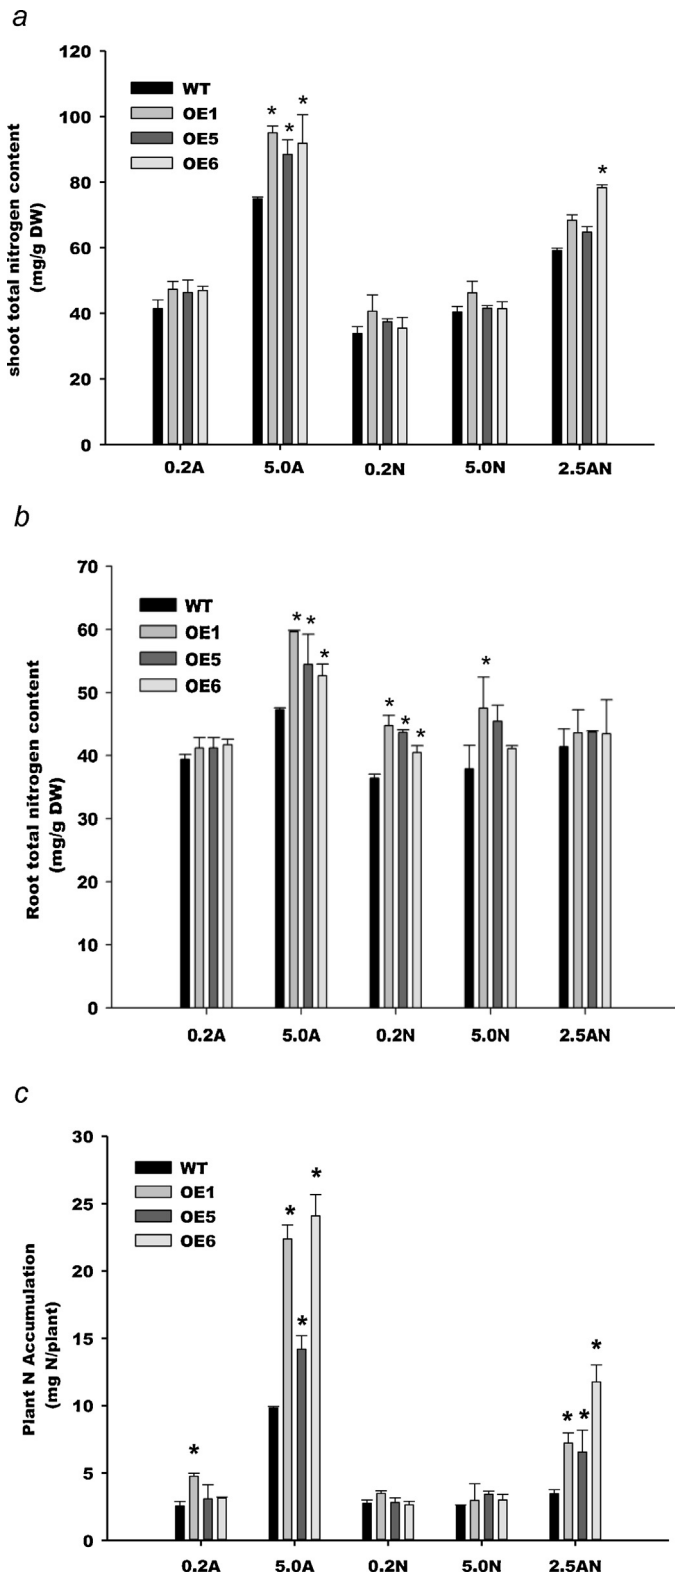 a
shoot total nitrogen content
(mg/g DW)
120
100
80
60
40
20
0
WT
OE1
OE5
OE6
* * *
*
0.2A 5.0A 0.2N 5.0N 2.5AN
b
Root total nitrogen content
(mg/g DW)
70
60
50
40
30
20
10
0
WT
OE1
OE5
OE6
* * *
* * *
*
0.2A 5.0A 0.2N 5.0N 2.5AN
c
Plant N Accumulation
(mg N/plant)
30
25
20
15
10
5
0
WT
OE1
OE5
OE6
*
* * *
* * *
0.2A 5.0A 0.2N 5.0N 2.5AN